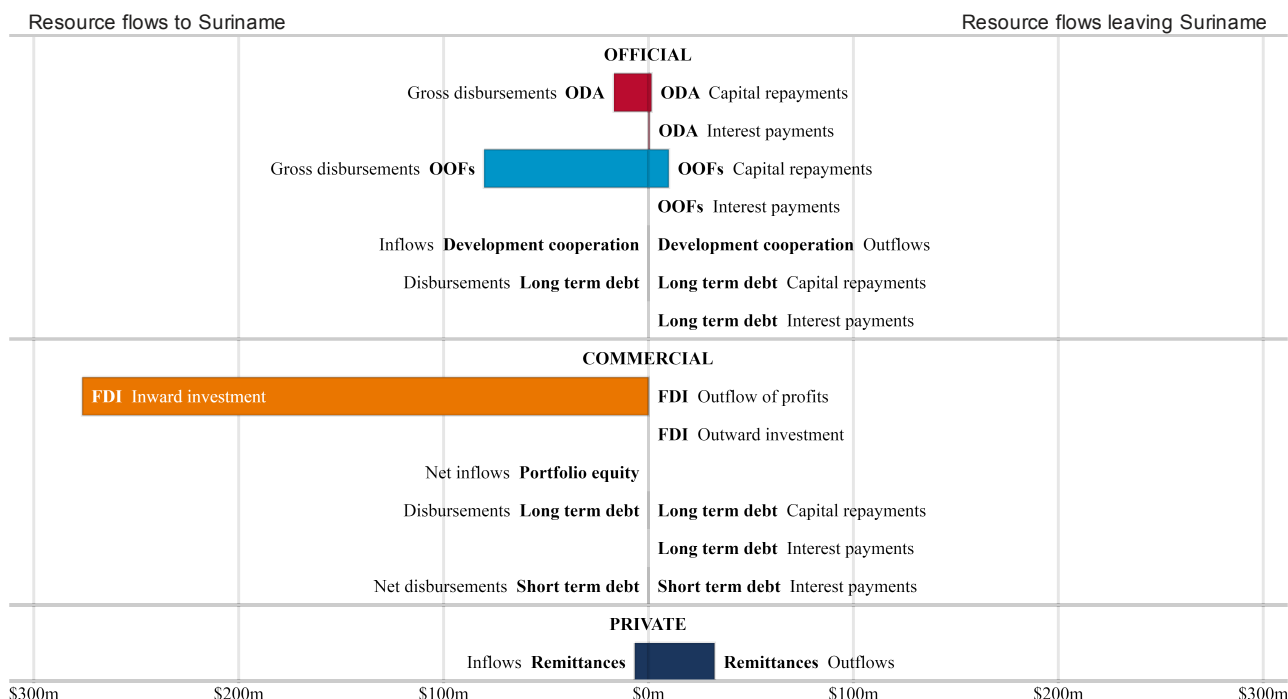 Resource flows to Suriname Resource flows leaving Suriname
OFFICIAL
Gross disbursements ODA ODA Capital repayments
ODA Interest payments
Gross disbursements OOFs OOFs Capital repayments
OOFs Interest payments
Inflows Development cooperation Development cooperation Outflows
Disbursements Long term debt Long term debt Capital repayments
Long term debt Interest payments
COMMERCIAL
FDI Inward investment FDI Outflow of profits
FDI Outward investment
Net inflows Portfolio equity
Disbursements Long term debt Long term debt Capital repayments
Long term debt Interest payments
Net disbursements Short term debt Short term debt Interest payments
PRIVATE
Inflows Remittances Remittances Outflows
$300m $200m $100m $0m $100m $200m $300m